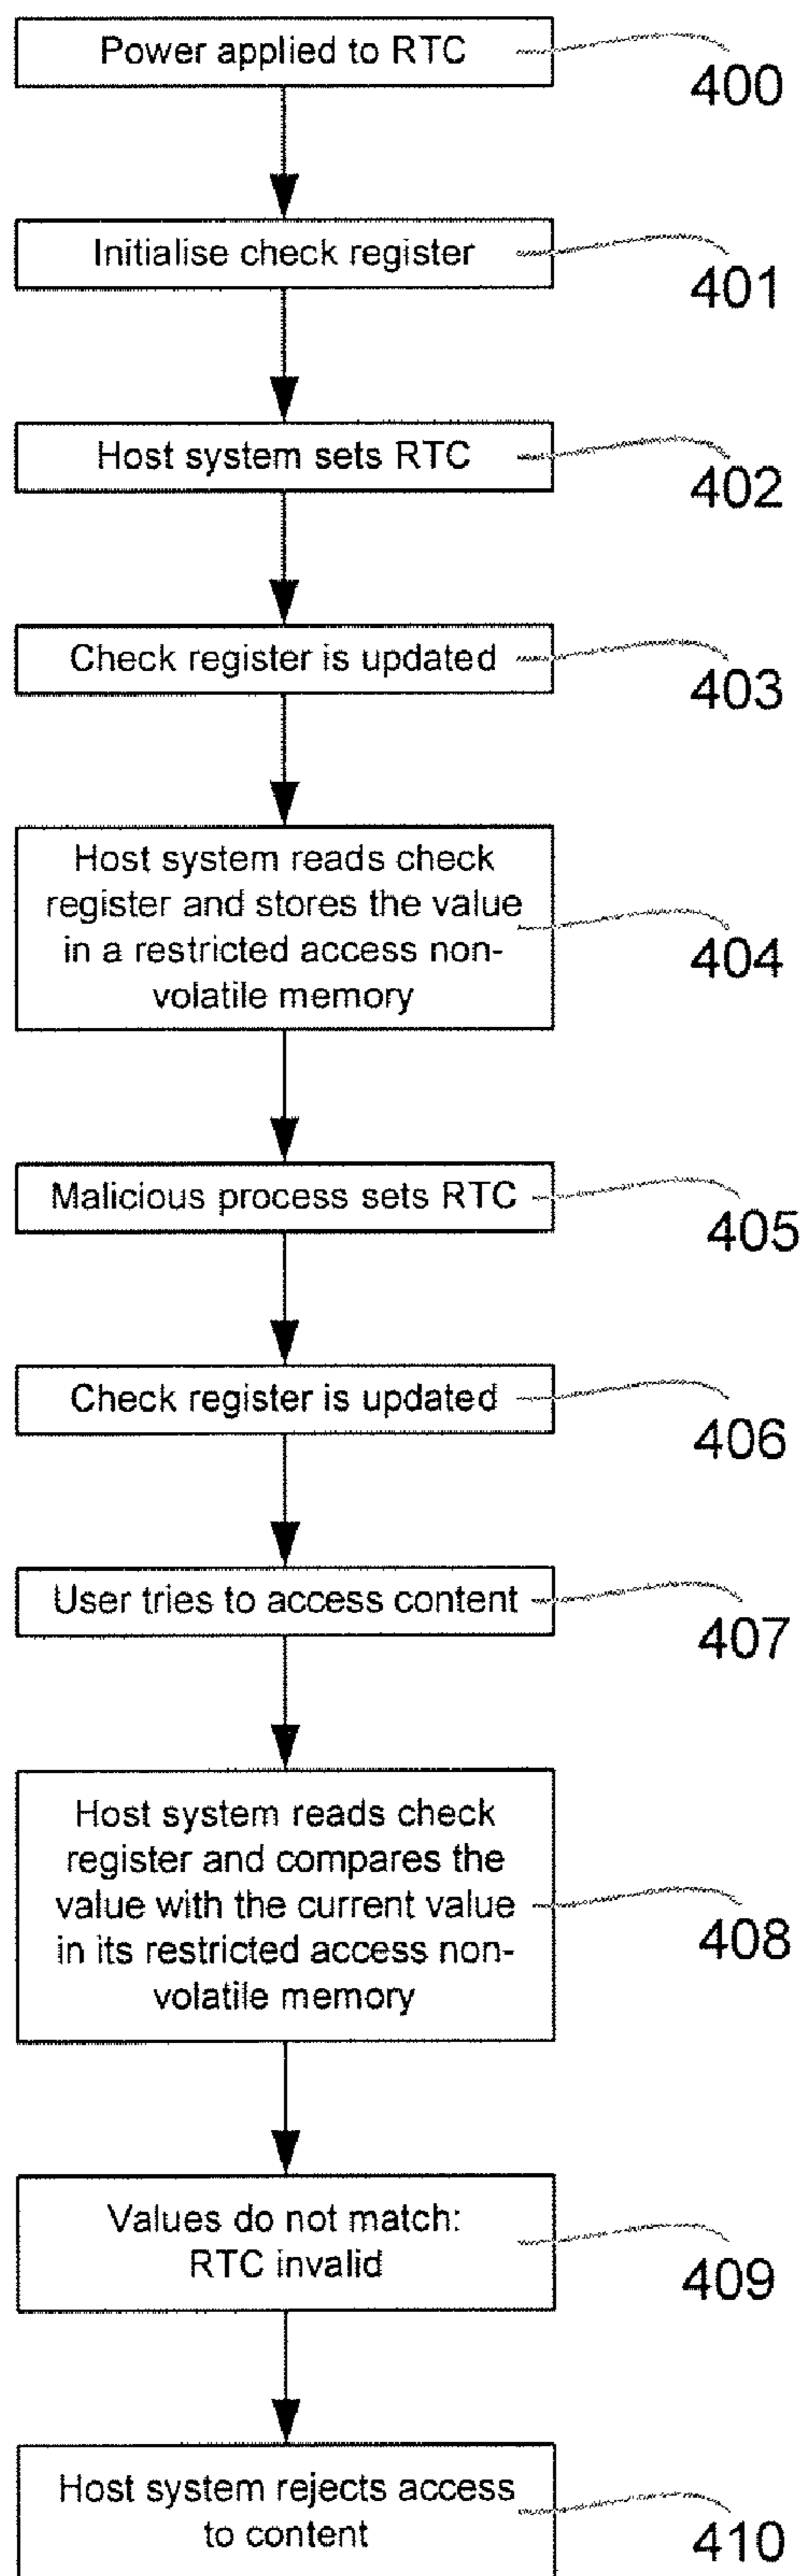 Power applied to RTC
400
Initialise check register
401
Host system sets RTC
402
Check register is updated
403
Host system reads check
register and stores the value
in a restricted access non-
volatile memory
404
Malicious process sets RTC
405
Check register is updated
406
User tries to access content
407
Host system reads check
register and compares the
value with the current value
in its restricted access non-
volatile memory
408
Values do not match:
RTC invalid
409
Host system rejects access
to content
410